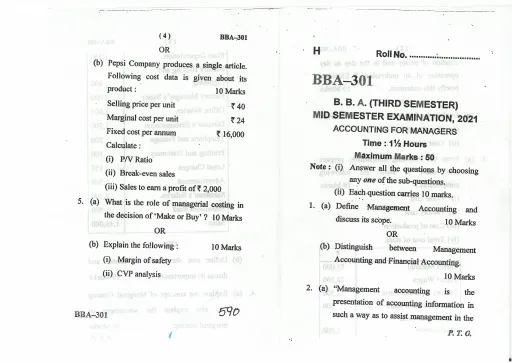 ( 4 ) BBA-301
OR
(b) Pepsi Company produces a single article.
Following cost data is given about its
product : 10 Marks
Selling price per unit ₹ 40
Marginal cost per unit ₹ 24
Fixed cost per annum ₹ 16,000
Calculate :
(i) P/V Ratio
(ii) Break-even sales
(iii) Sales to earn a profit of ₹ 2,000
5. (a) What is the role of managerial costing in
the decision of 'Make or Buy' ? 10 Marks
OR
(b) Explain the following : 10 Marks
(i) Margin of safety
(ii) CVP analysis
BBA-301 590
H Roll No. ..............................
BBA-301
B. B. A. (THIRD SEMESTER)
MID SEMESTER EXAMINATION, 2021
ACCOUNTING FOR MANAGERS
Time : 1½ Hours
Maximum Marks : 50
Note : (i) Answer all the questions by choosing
any one of the sub-questions.
(ii) Each question carries 10 marks.
1. (a) Define Management Accounting and
discuss its scope. 10 Marks
OR
(b) Distinguish between Management
Accounting and Financial Accounting.
10 Marks
2. (a) "Management accounting is the
presentation of accounting information in
such a way as to assist management in the
P. T. O.